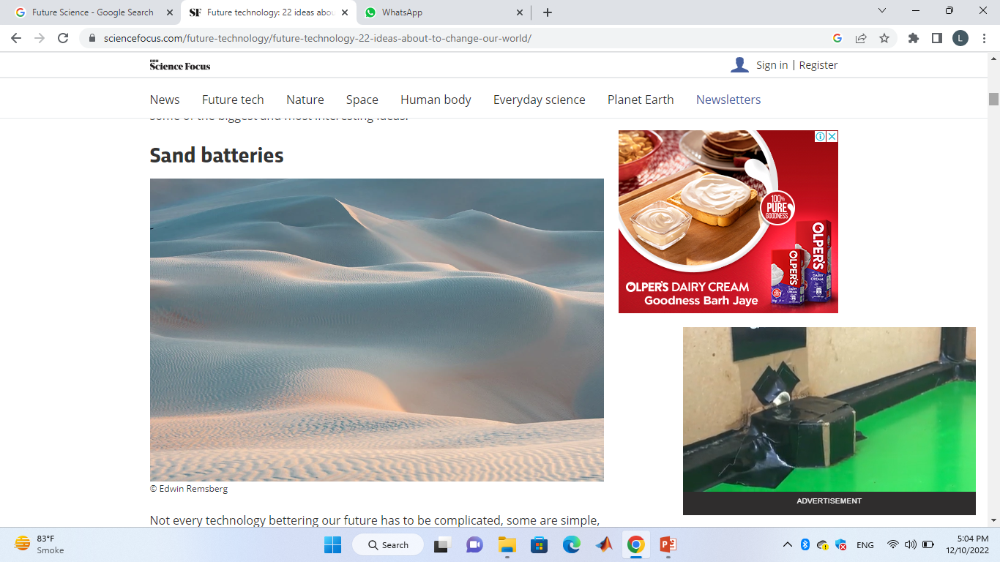 Future Science - Google Search
SF Future technology: 22 ideas abou
WhatsApp
sciencefocus.com/future-technology/future-technology-22-ideas-about-to-change-our-world/
L
Science Focus
Sign in | Register
News Future tech Nature Space Human body Everyday science Planet Earth Newsletters
some of the biggest and most interesting ideas.
Sand batteries
100%
PURE
GOODNESS
OLPER'S
OLPER'S
DAIRY
CREAM
DAIRY
CREAM
OLPER'S DAIRY CREAM
Goodness Barh Jaye
© Edwin Remsberg
ADVERTISEMENT
Not every technology bettering our future has to be complicated, some are simple,
83°F
Smoke
Search
ENG
5:04 PM
12/10/2022